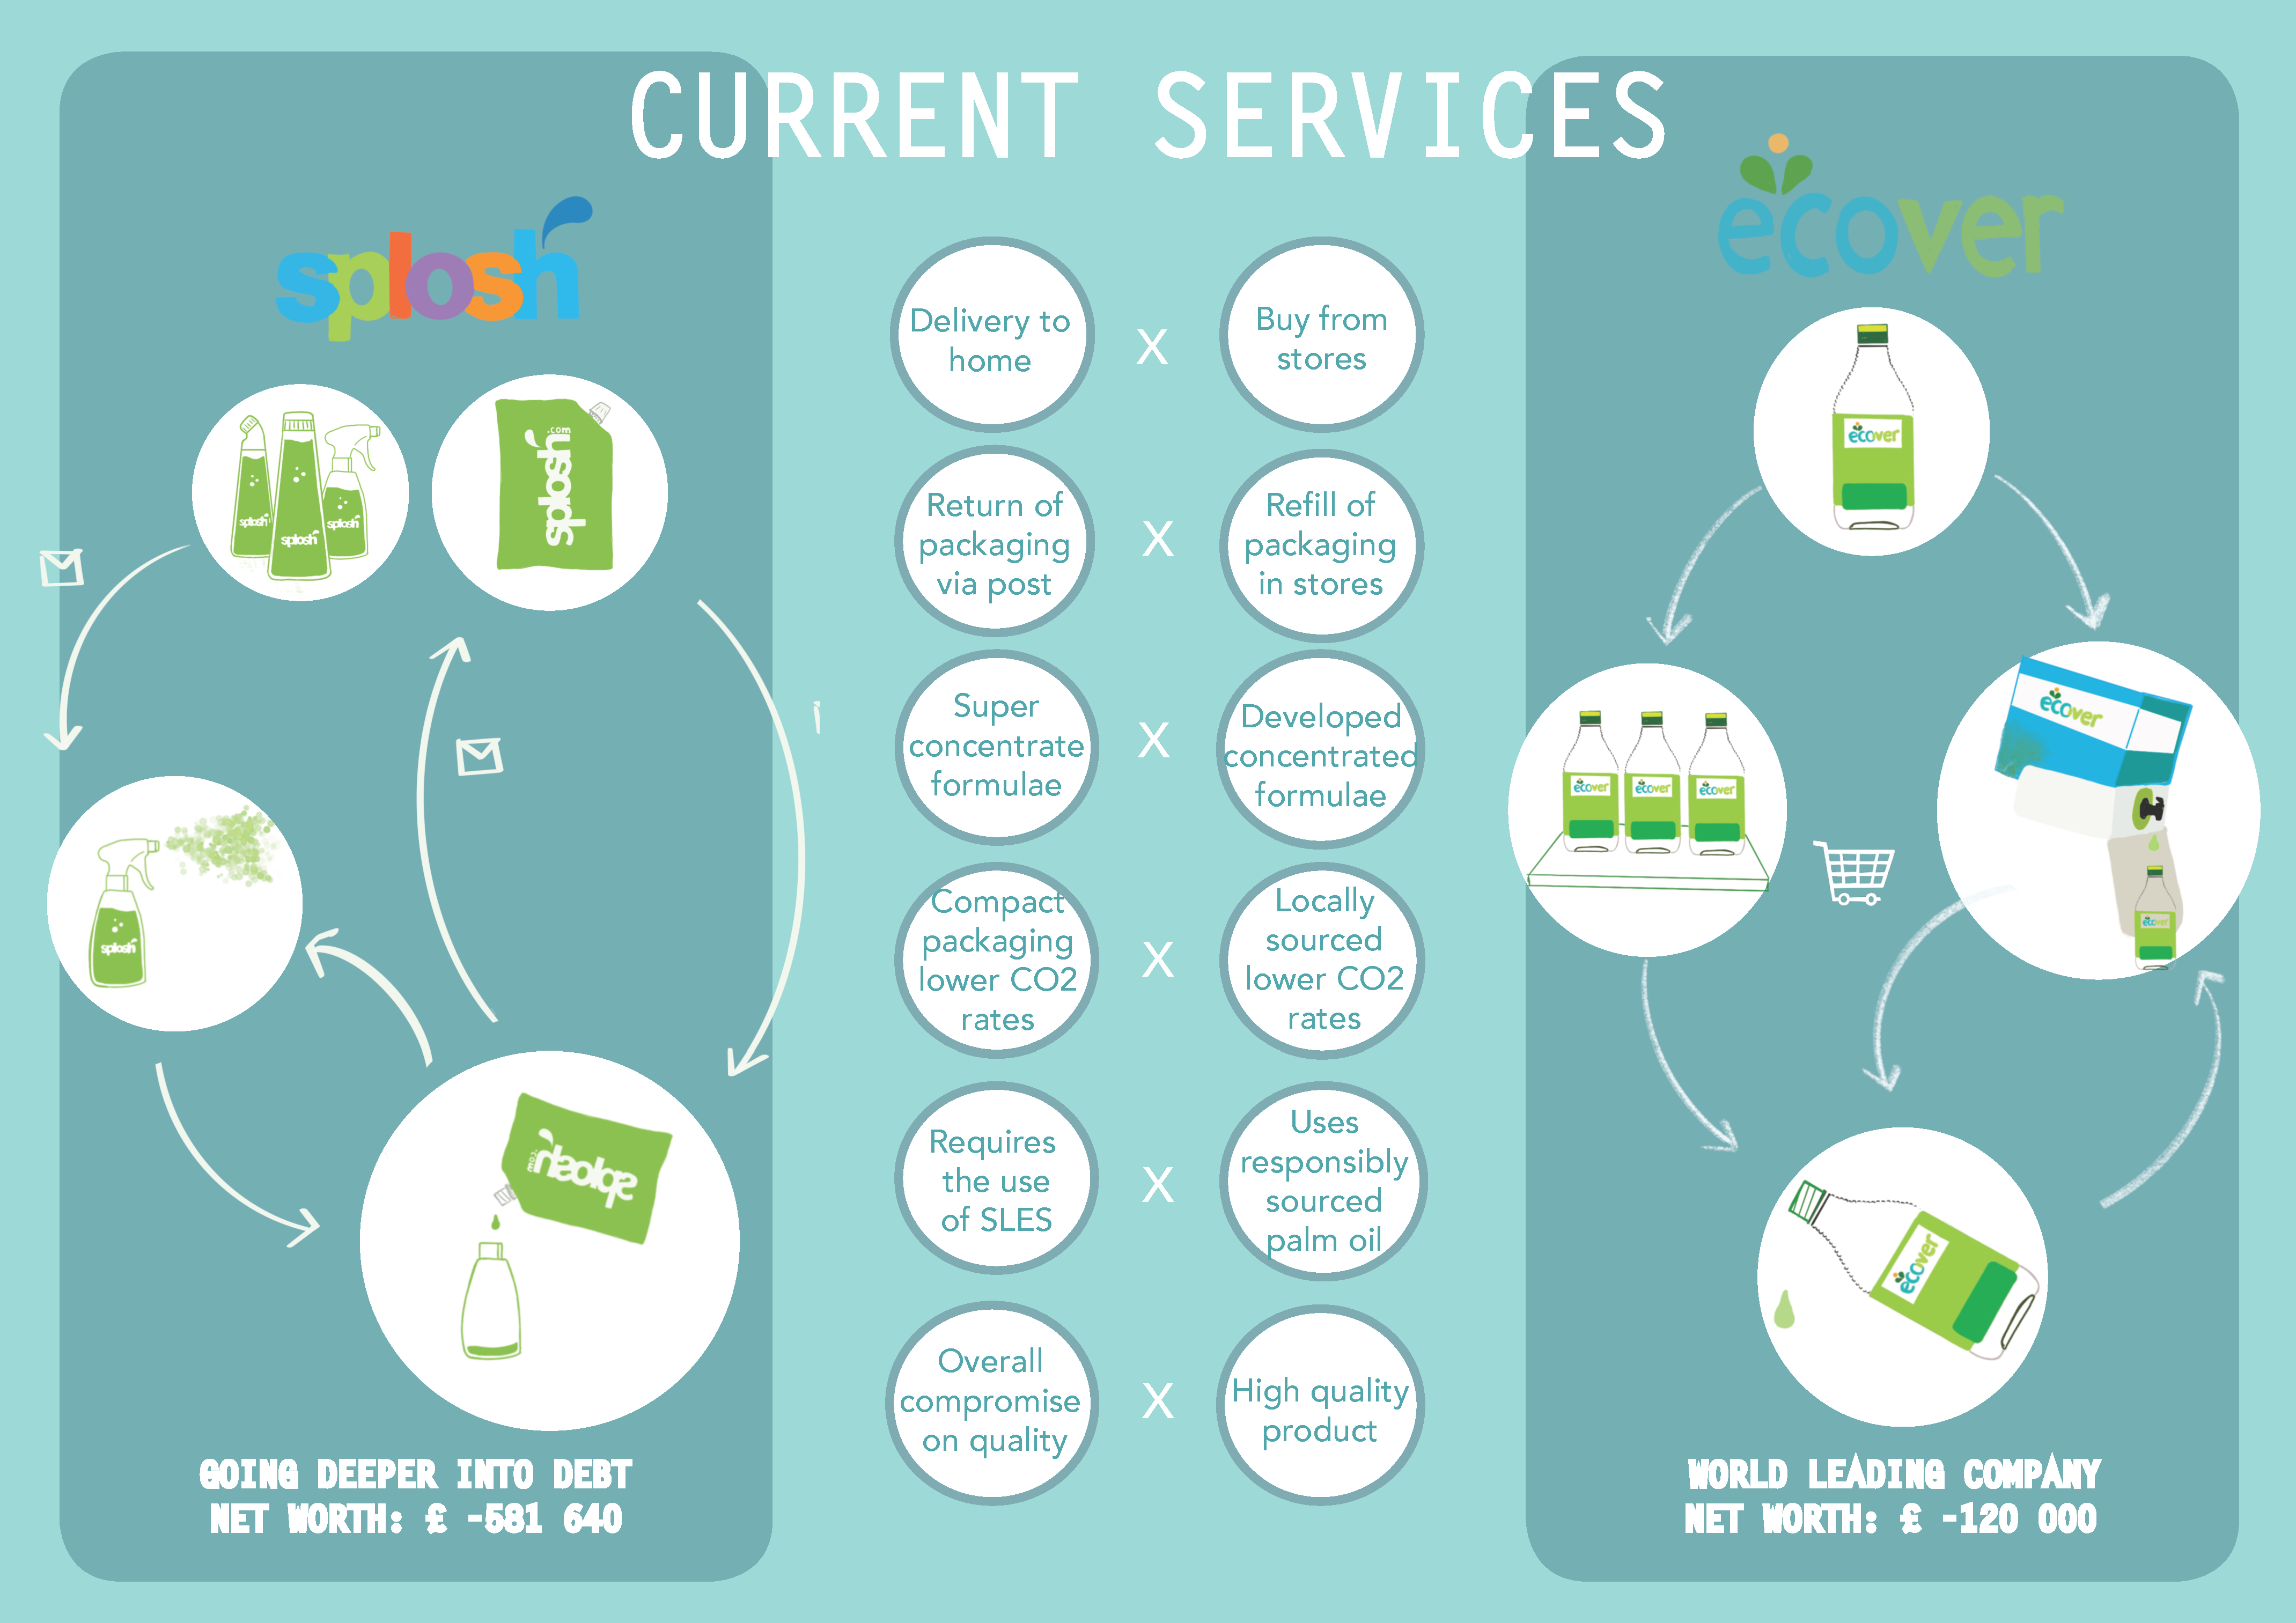 CURRENT SERVICES
splosh
splosh
splosh
splosh
splosh.com
splosh
splosh.com
GOING DEEPER INTO DEBT
NET WORTH: £ -581 640
Delivery to
home
X
Buy from
stores
Return of
packaging
via post
X
Refill of
packaging
in stores
Super
concentrate
formulae
X
Developed
concentrated
formulae
Compact
packaging
lower CO2
rates
X
Locally
sourced
lower CO2
rates
Requires
the use
of SLES
X
Uses
responsibly
sourced
palm oil
Overall
compromise
on quality
X
High quality
product
ecover
ecover
ecover
ecover
ecover
ecover
ecover
ecover
WORLD LEADING COMPANY
NET WORTH: £ -120 000